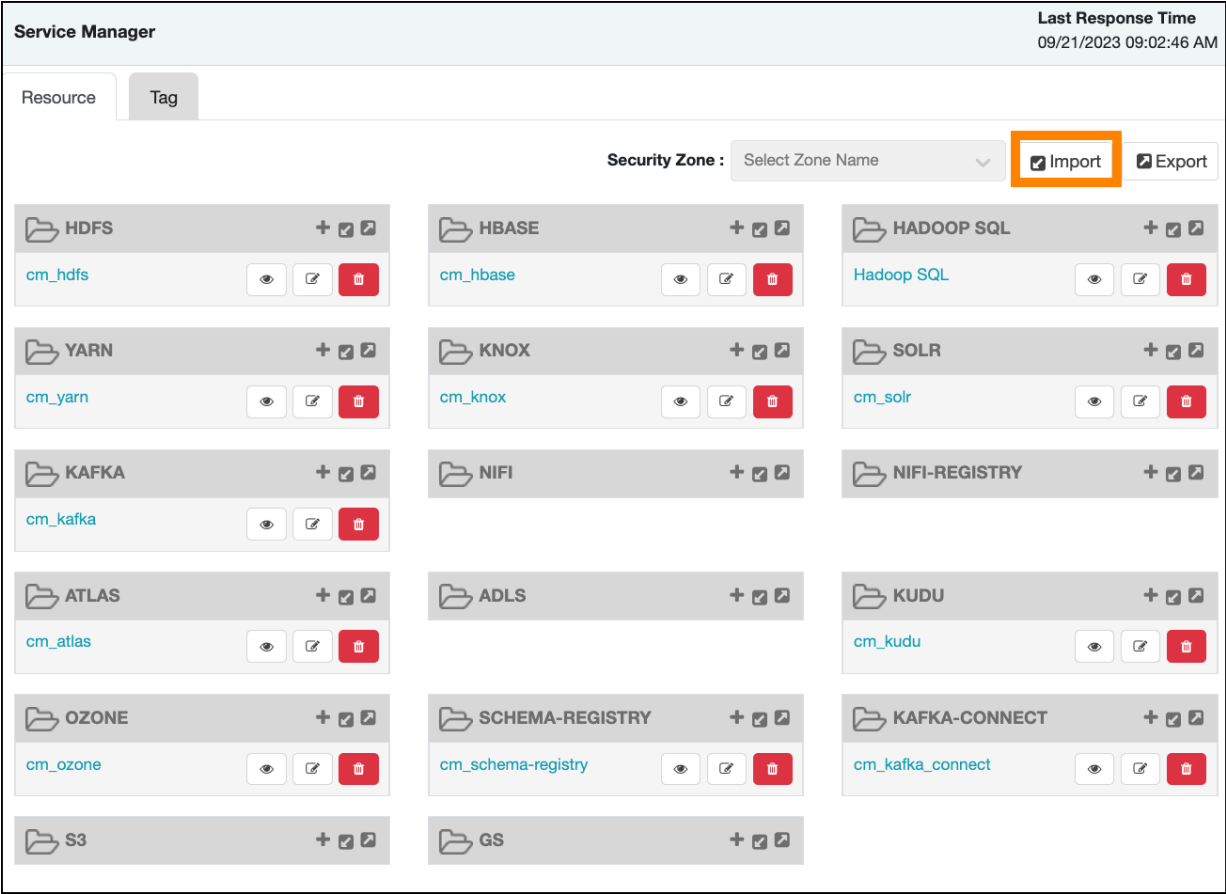 Service Manager
Last Response Time
09/21/2023 09:02:46 AM
Resource
Tag
Security Zone :
Select Zone Name
Import
Export
HDFS
HBASE
HADOOP SQL
cm_hdfs
cm_hbase
Hadoop SQL
YARN
KNOX
SOLR
cm_yarn
cm_knox
cm_solr
KAFKA
NIFI
NIFI-REGISTRY
cm_kafka
ATLAS
ADLS
KUDU
cm_atlas
cm_kudu
OZONE
SCHEMA-REGISTRY
KAFKA-CONNECT
cm_ozone
cm_schema-registry
cm_kafka_connect
S3
GS